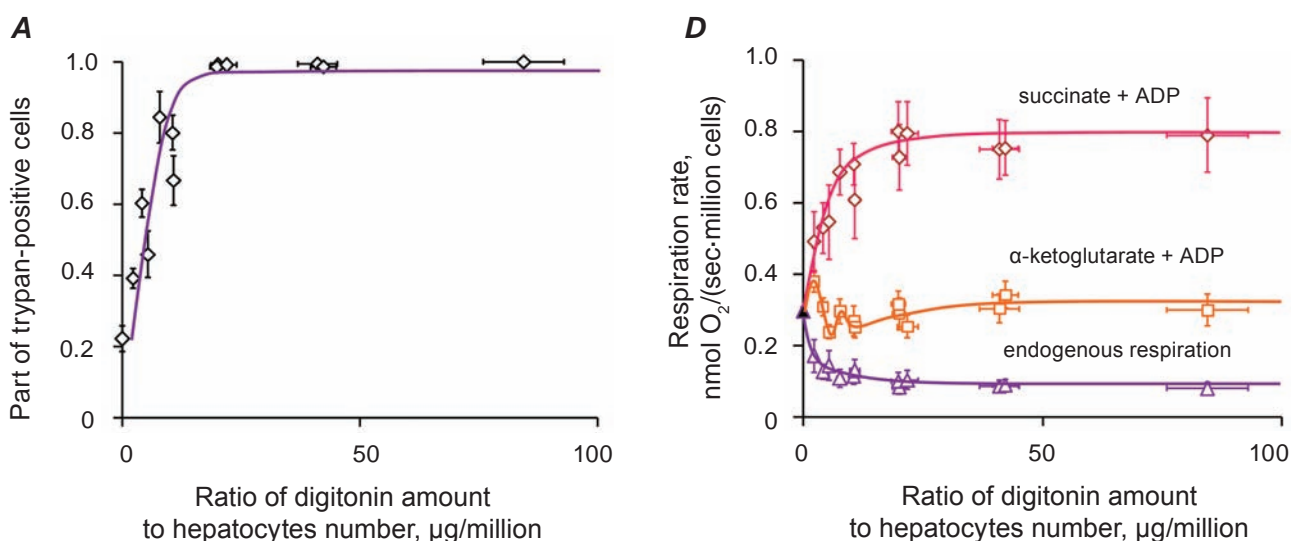 A
Part of trypan-positive cells
1.0
0.8
0.6
0.4
0.2
0
0
50
100
Ratio of digitonin amount
to hepatocytes number, µg/million
D
Respiration rate,
nmol O₂/(sec·million cells)
1.0
0.8
0.6
0.4
0.2
0
succinate + ADP
α-ketoglutarate + ADP
endogenous respiration
0
50
100
Ratio of digitonin amount
to hepatocytes number, µg/million